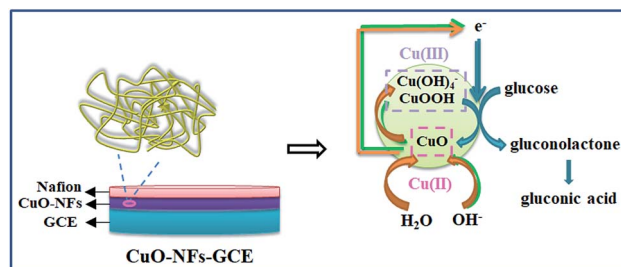 Nafion
CuO-NFs
GCE
CuO-NFs-GCE
e⁻
Cu(III)
Cu(OH)₄⁻
CuOOH
glucose
CuO
gluconolactone
Cu(II)
gluconic acid
H₂O
OH⁻